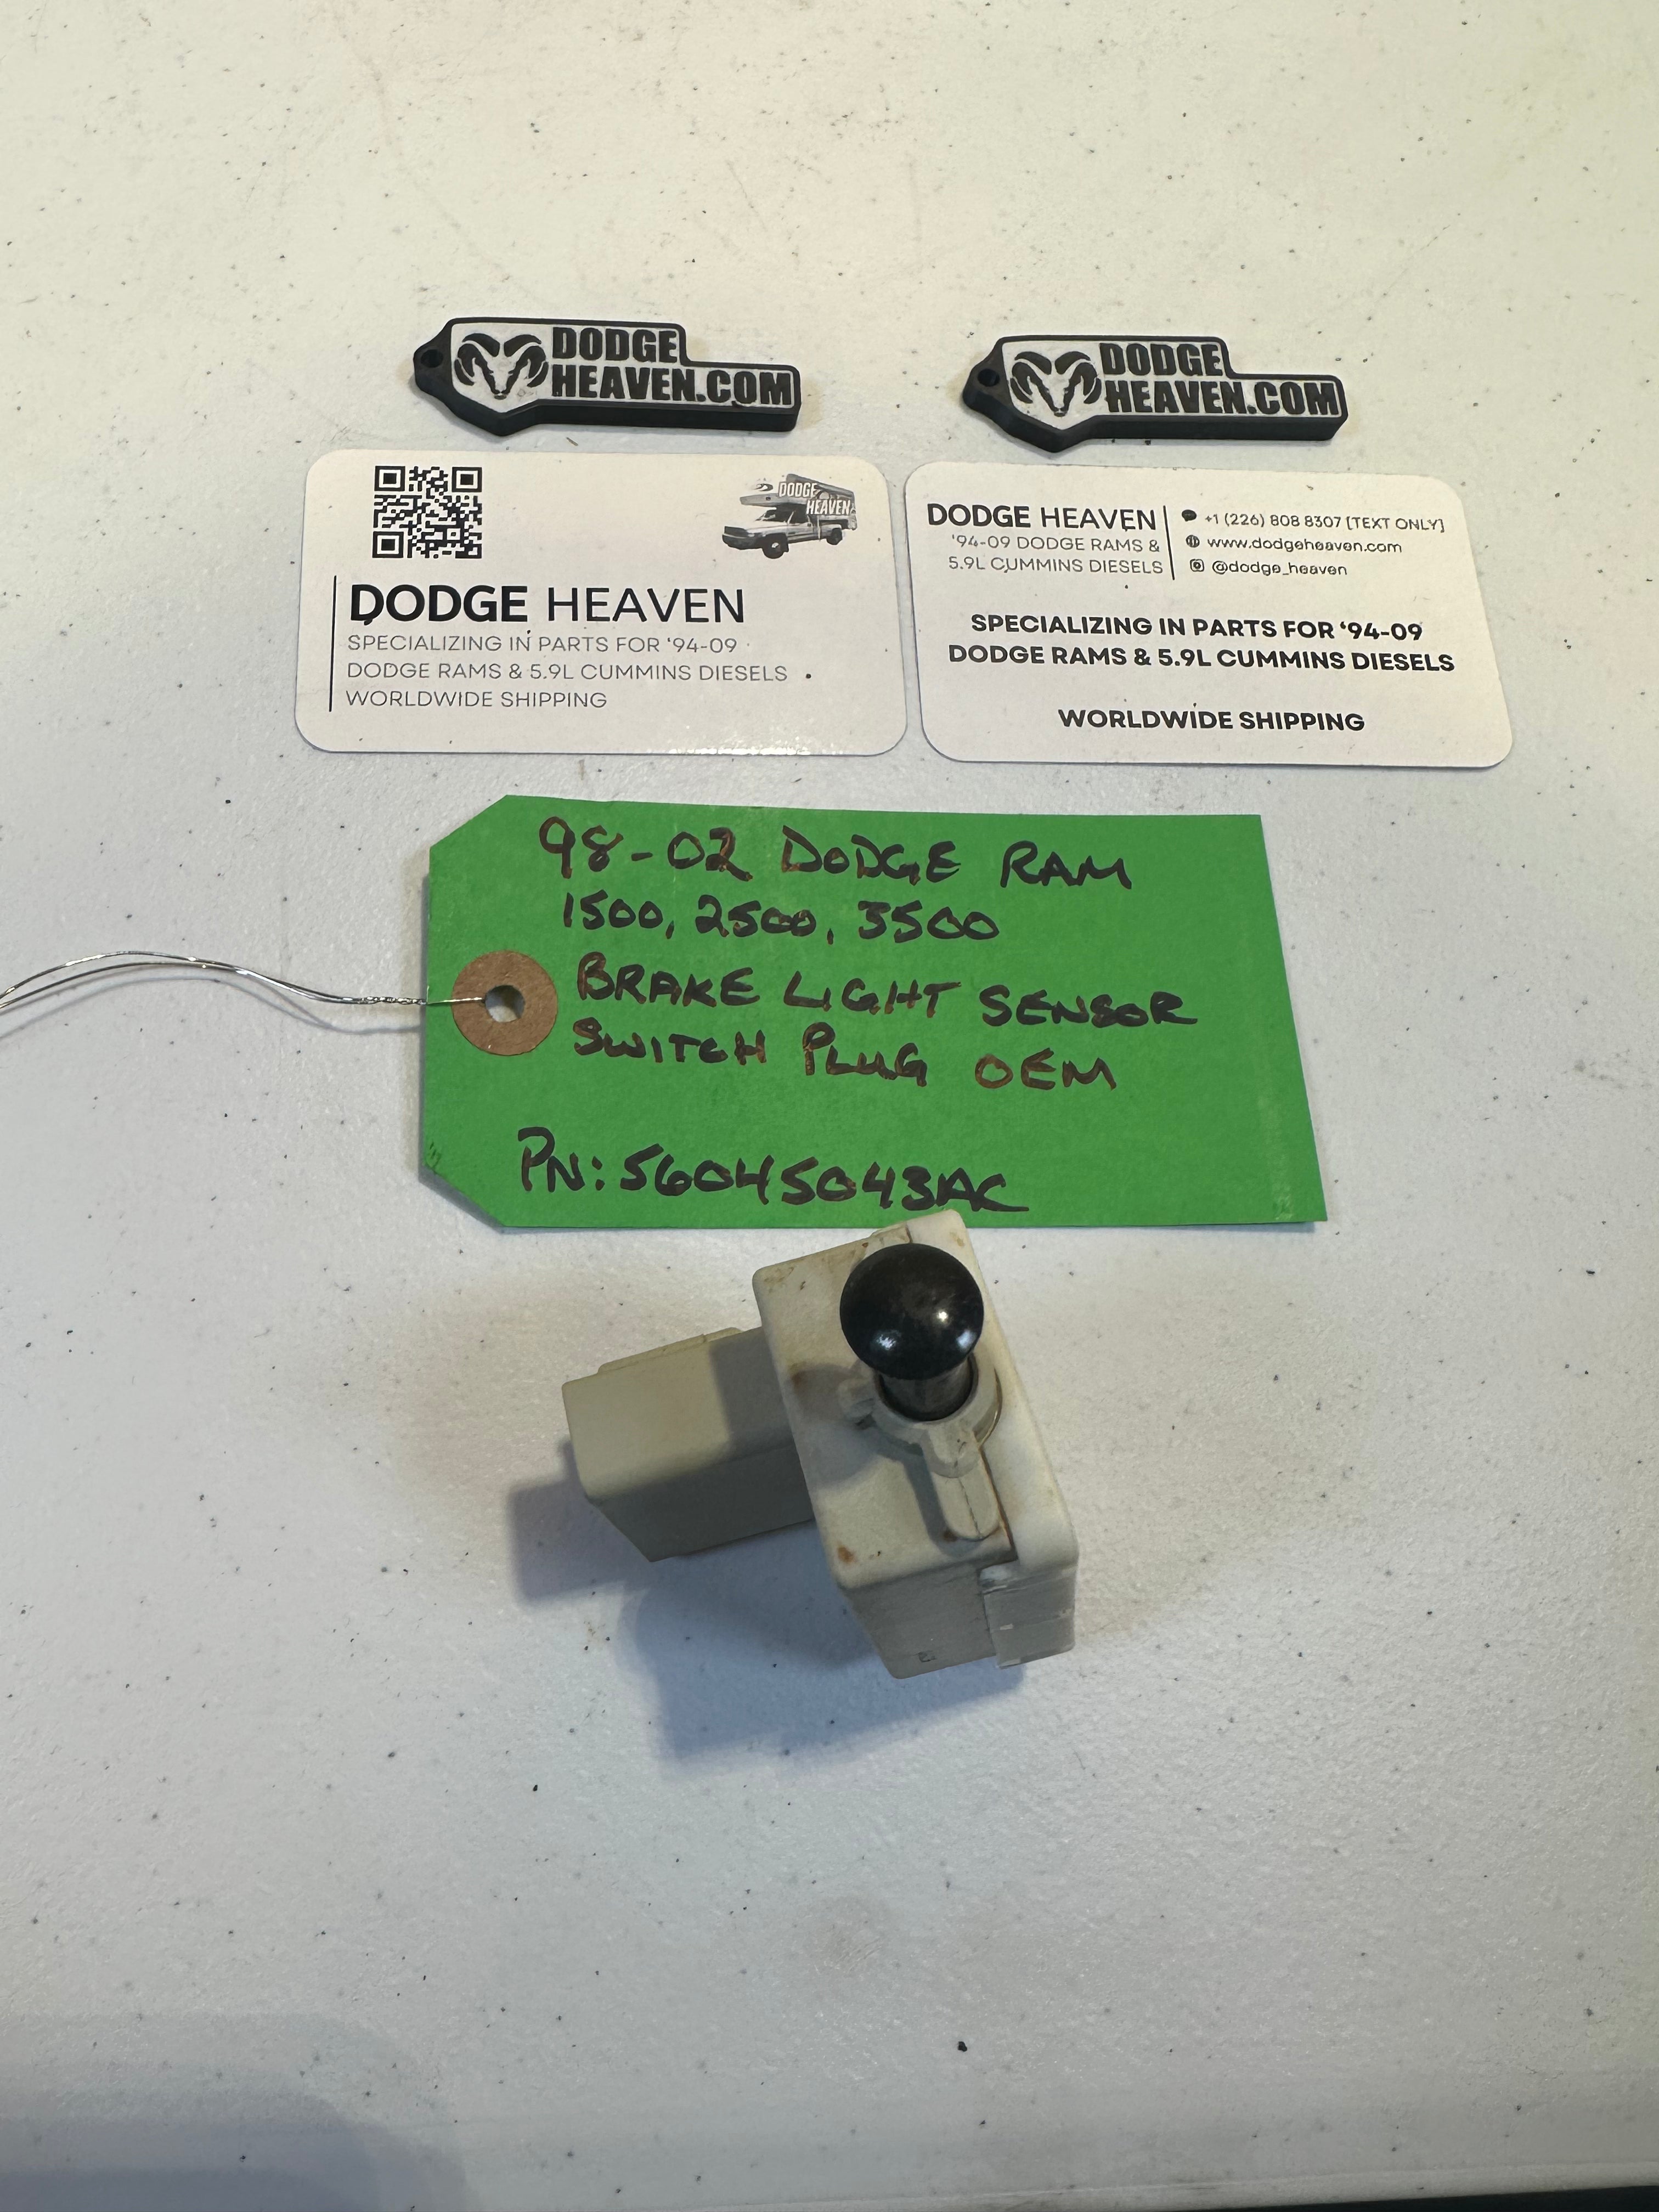 DODGE
HEAVEN.COM
DODGE
HEAVEN.COM
DODGE
HEAVEN
DODGE HEAVEN
SPECIALIZING IN PARTS FOR '94-09
DODGE RAMS & 5.9L CUMMINS DIESELS
WORLDWIDE SHIPPING
DODGE HEAVEN
'94-09 DODGE RAMS &
5.9L CUMMINS DIESELS
+1 (226) 808 8307 [TEXT ONLY]
www.dodgeheaven.com
@dodge_heaven
SPECIALIZING IN PARTS FOR '94-09
DODGE RAMS & 5.9L CUMMINS DIESELS
WORLDWIDE SHIPPING
98-02 DODGE RAM
1500, 2500, 3500
BRAKE LIGHT SENSOR
SWITCH PLUG OEM
PN: 56045043AC